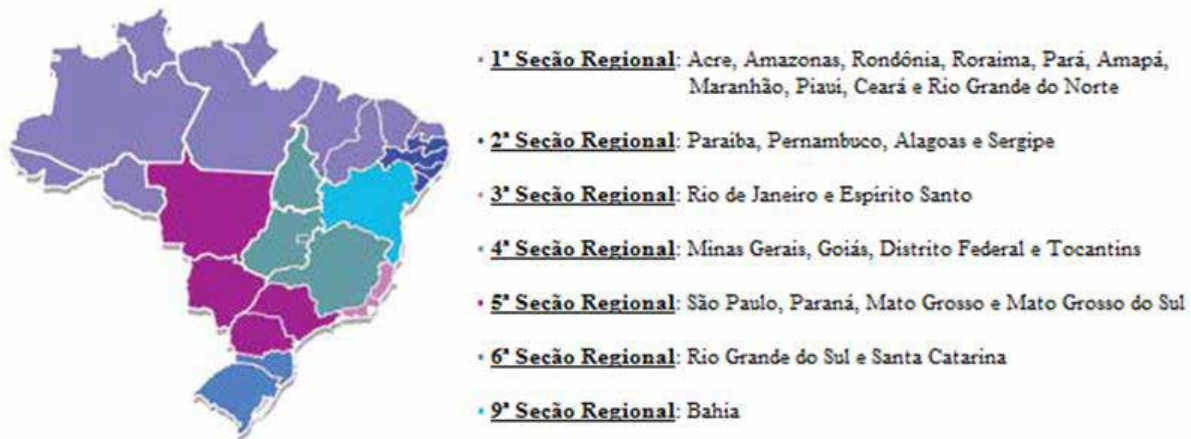 • 1ª Seção Regional: Acre, Amazonas, Rondônia, Roraima, Pará, Amapá,
Maranhão, Piaui, Ceará e Rio Grande do Norte
• 2ª Seção Regional: Paraiba, Pernambuco, Alagoas e Sergipe
• 3ª Seção Regional: Rio de Janeiro e Espírito Santo
• 4ª Seção Regional: Minas Gerais, Goiás, Distrito Federal e Tocantins
• 5ª Seção Regional: São Paulo, Paraná, Mato Grosso e Mato Grosso do Sul
• 6ª Seção Regional: Rio Grande do Sul e Santa Catarina
• 9ª Seção Regional: Bahia